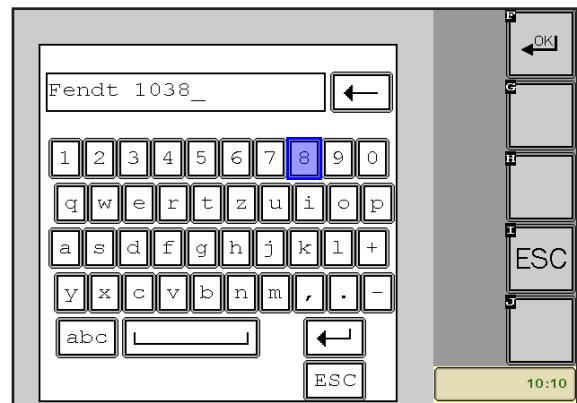 F
OK
Fendt 1038_
G
1 2 3 4 5 6 7 8 9 0
H
q w e r t z u i o p
a s d f g h j k l +
I
ESC
y x c v b n m , . -
J
abc
ESC
10:10